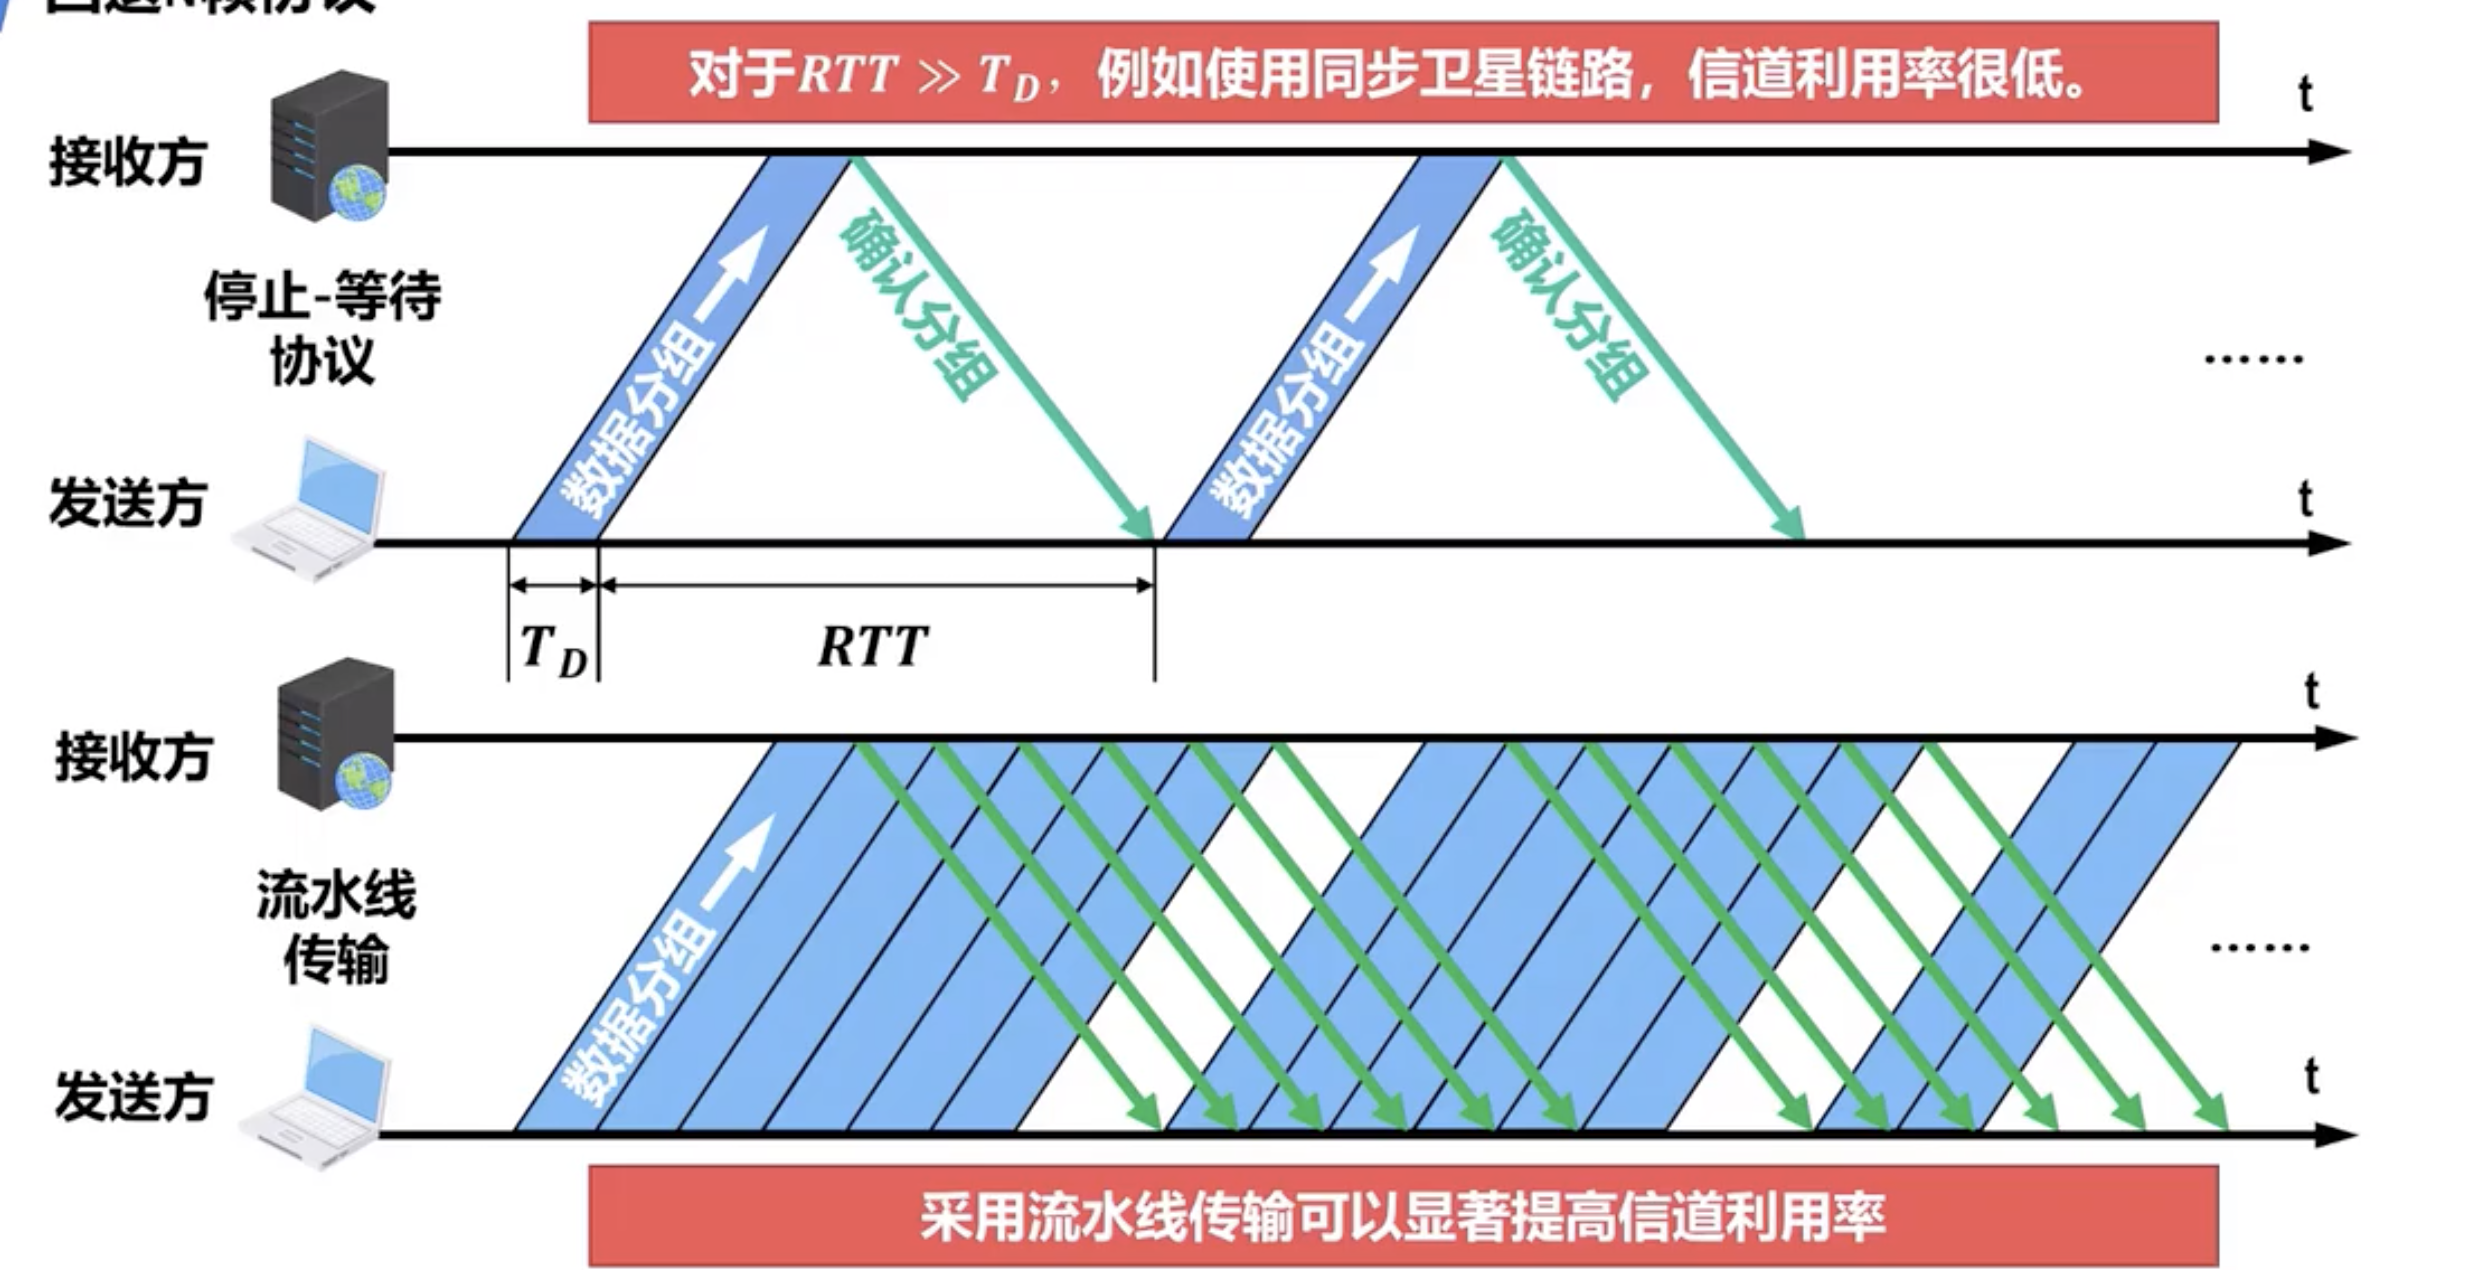 对于RTT ≫ T_D，例如使用同步卫星链路，信道利用率很低。
t
接收方
确认分组
确认分组
停止-等待
协议
……
数据分组
数据分组
发送方
t
T_D
RTT
t
接收方
流水线
传输
……
数据分组
发送方
t
采用流水线传输可以显著提高信道利用率